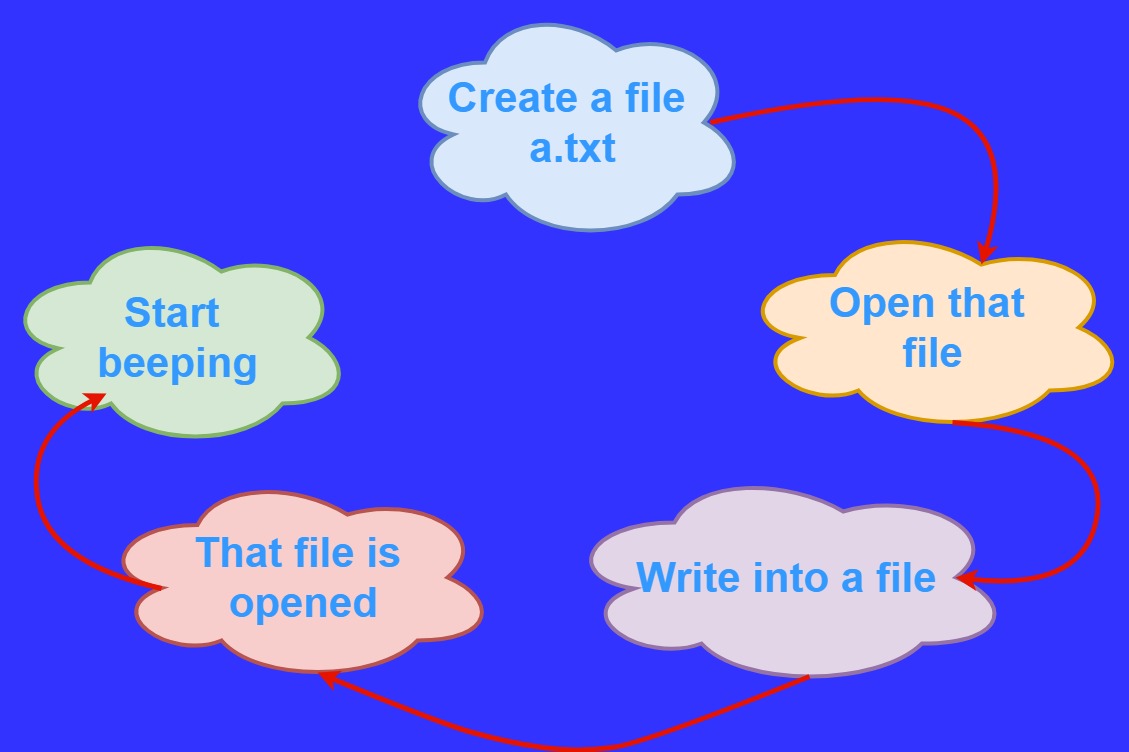 Create a file
a.txt
Open that
file
Write into a file
That file is
opened
Start
beeping